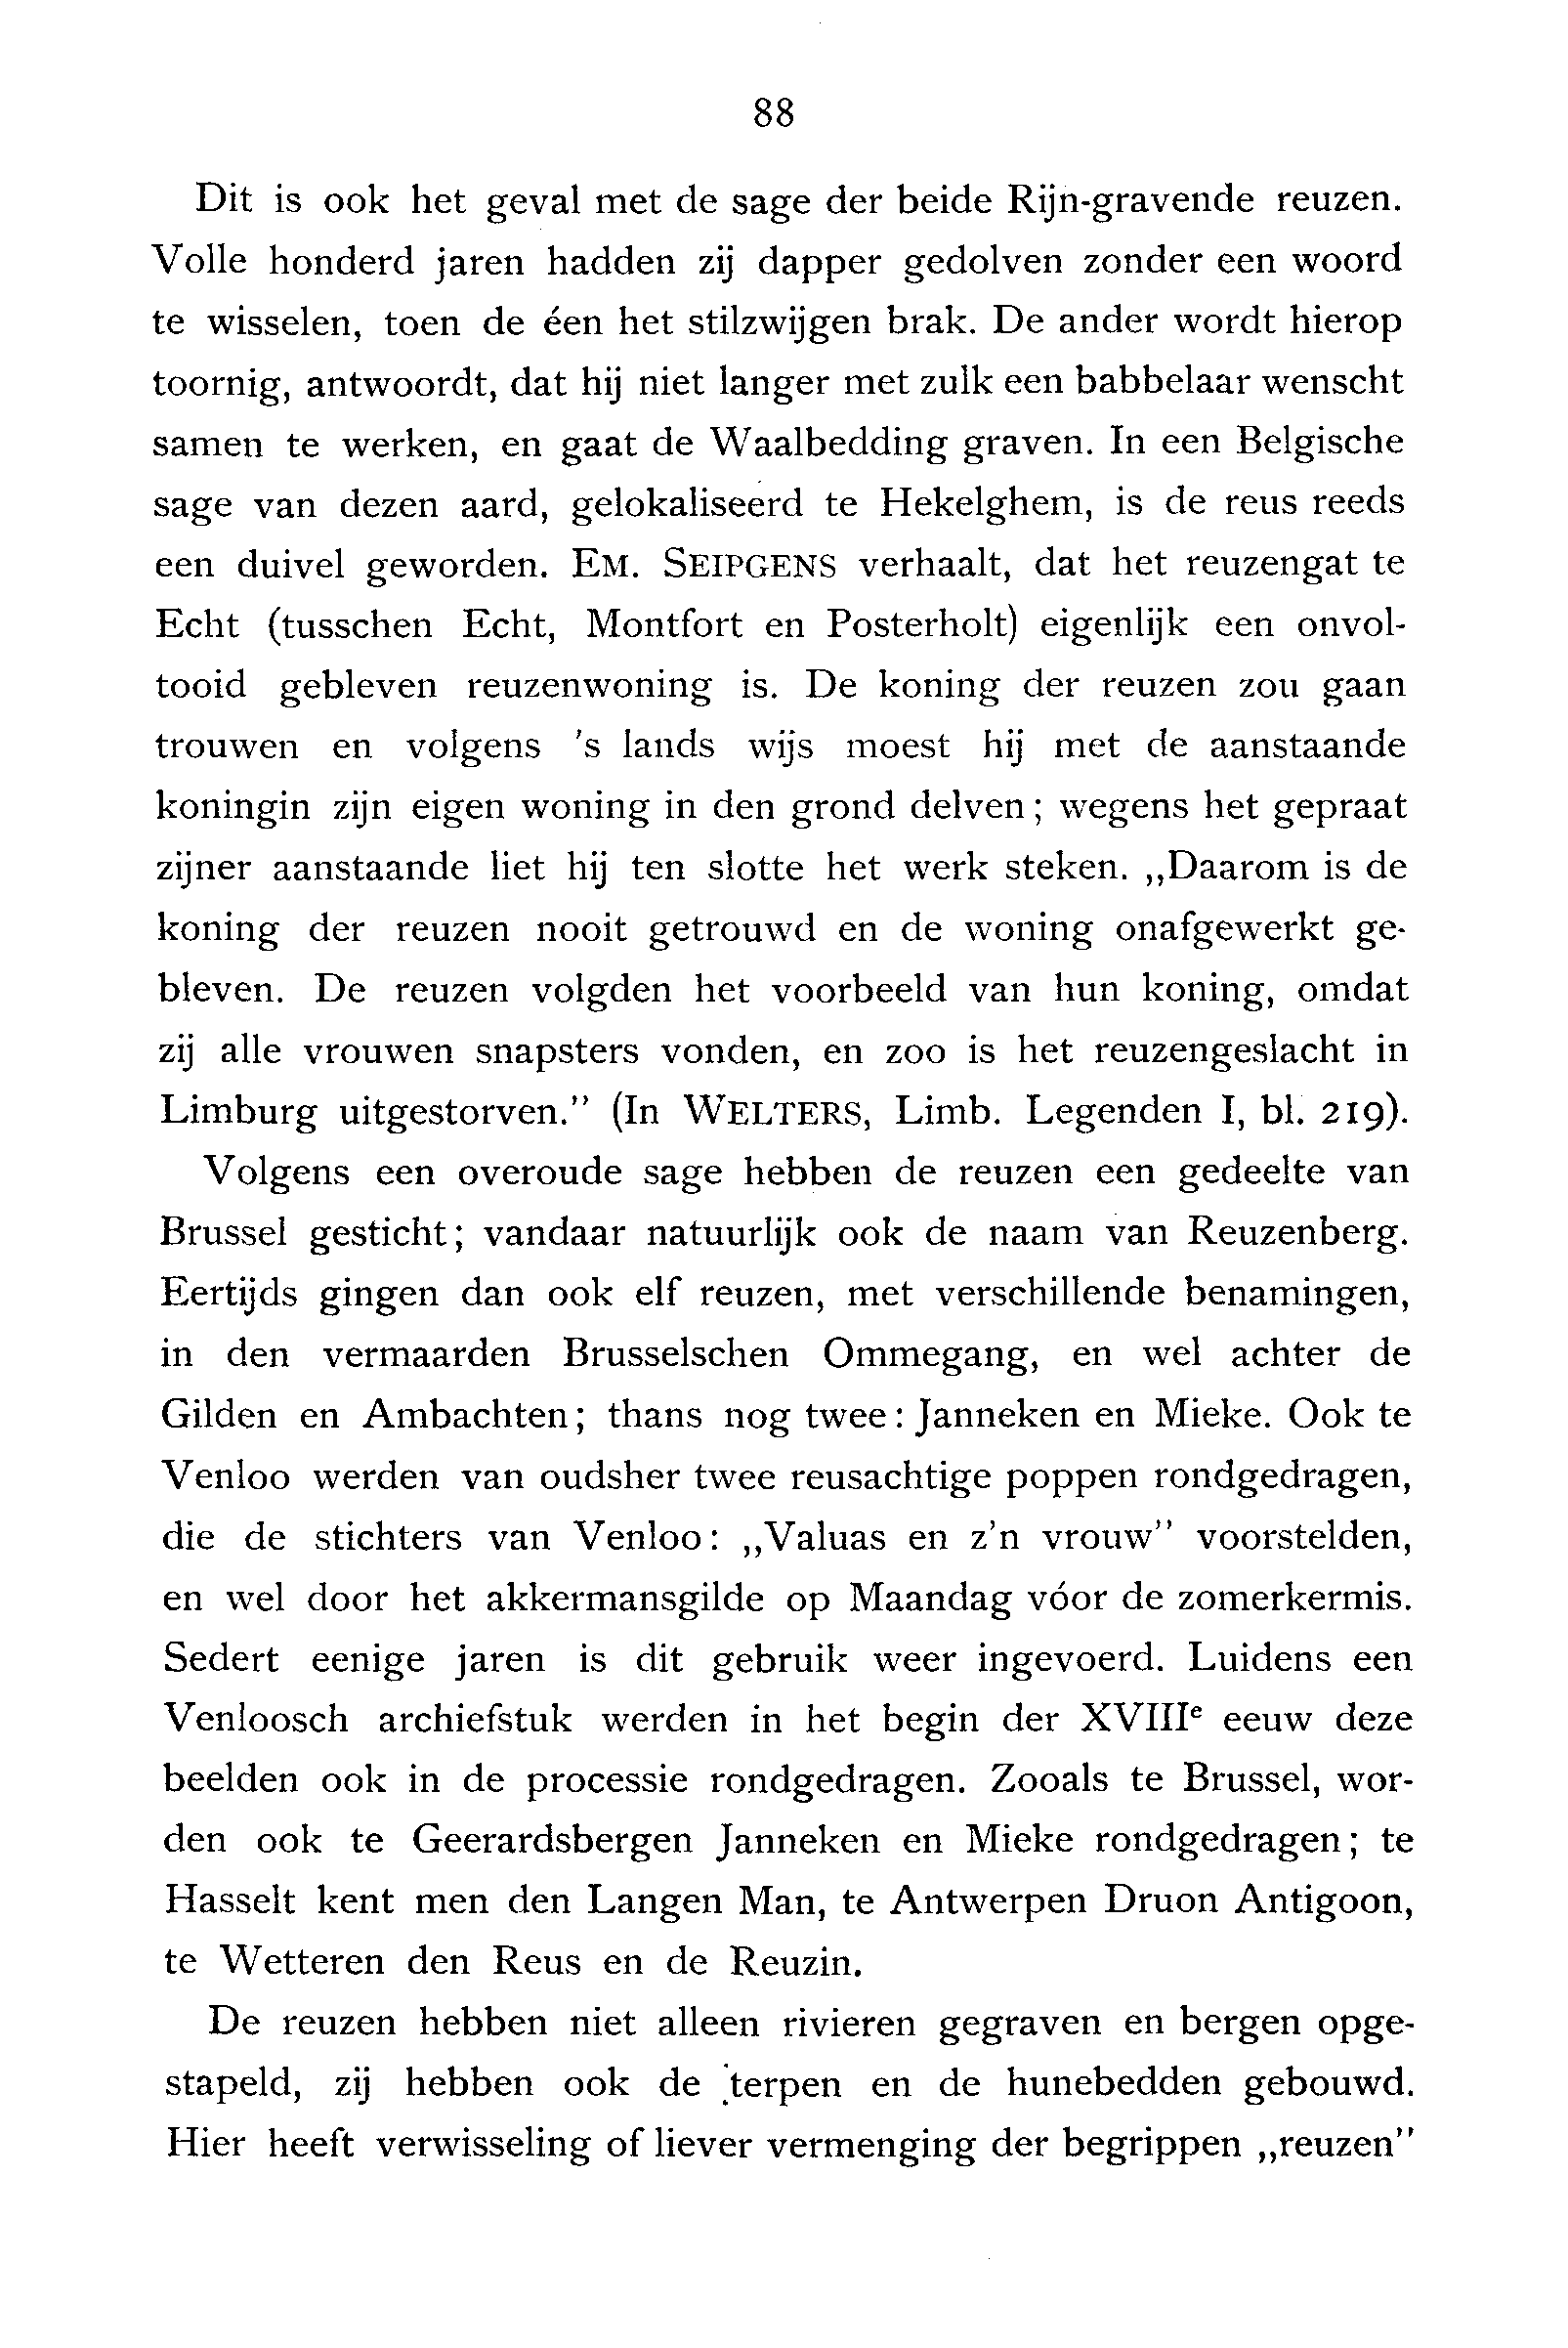 88
Dit is ook het geval met de sage der beide Rijn-gravende reuzen.
Volle honderd jaren hadden zij dapper gedolven zonder een woord
te wisselen, toen de één het stilzwijgen brak. De ander wordt hierop
toornig, antwoordt, dat hij niet langer met zulk een babbelaar wenscht
samen te werken, en gaat de Waalbedding graven. In een Belgische
sage van dezen aard, gelokaliseerd te Hekelghem, is de reus reeds
een duivel geworden. EM. SEIPGENS verhaalt, dat het reuzengat te
Echt (tusschen Echt, Montfort en Posterholt) eigenlijk een onvol-
tooid gebleven reuzenwoning is. De koning der reuzen zou gaan
trouwen en volgens 's lands wijs moest hij met de aanstaande
koningin zijn eigen woning in den grond delven; wegens het gepraat
zijner aanstaande liet hij ten slotte het werk steken. „Daarom is de
koning der reuzen nooit getrouwd en de woning onafgewerkt ge-
bleven. De reuzen volgden het voorbeeld van hun koning, omdat
zij alle vrouwen snapsters vonden, en zoo is het reuzengeslacht in
Limburg uitgestorven.” (In WELTERS, Limb. Legenden I, bl. 219).
Volgens een overoude sage hebben de reuzen een gedeelte van
Brussel gesticht; vandaar natuurlijk ook de naam van Reuzenberg.
Eertijds gingen dan ook elf reuzen, met verschillende benamingen,
in den vermaarden Brusselschen Ommegang, en wel achter de
Gilden en Ambachten; thans nog twee: Janneken en Mieke. Ook te
Venloo werden van oudsher twee reusachtige poppen rondgedragen,
die de stichters van Venloo: „Valuas en z'n vrouw” voorstelden,
en wel door het akkermansgilde op Maandag vóor de zomerkermis.
Sedert eenige jaren is dit gebruik weer ingevoerd. Luidens een
Venloosch archiefstuk werden in het begin der XVIIIe eeuw deze
beelden ook in de processie rondgedragen. Zooals te Brussel, wor-
den ook te Geerardsbergen Janneken en Mieke rondgedragen; te
Hasselt kent men den Langen Man, te Antwerpen Druon Antigoon,
te Wetteren den Reus en de Reuzin.
De reuzen hebben niet alleen rivieren gegraven en bergen opge-
stapeld, zij hebben ook de terpen en de hunebedden gebouwd.
Hier heeft verwisseling of liever vermenging der begrippen „reuzen”